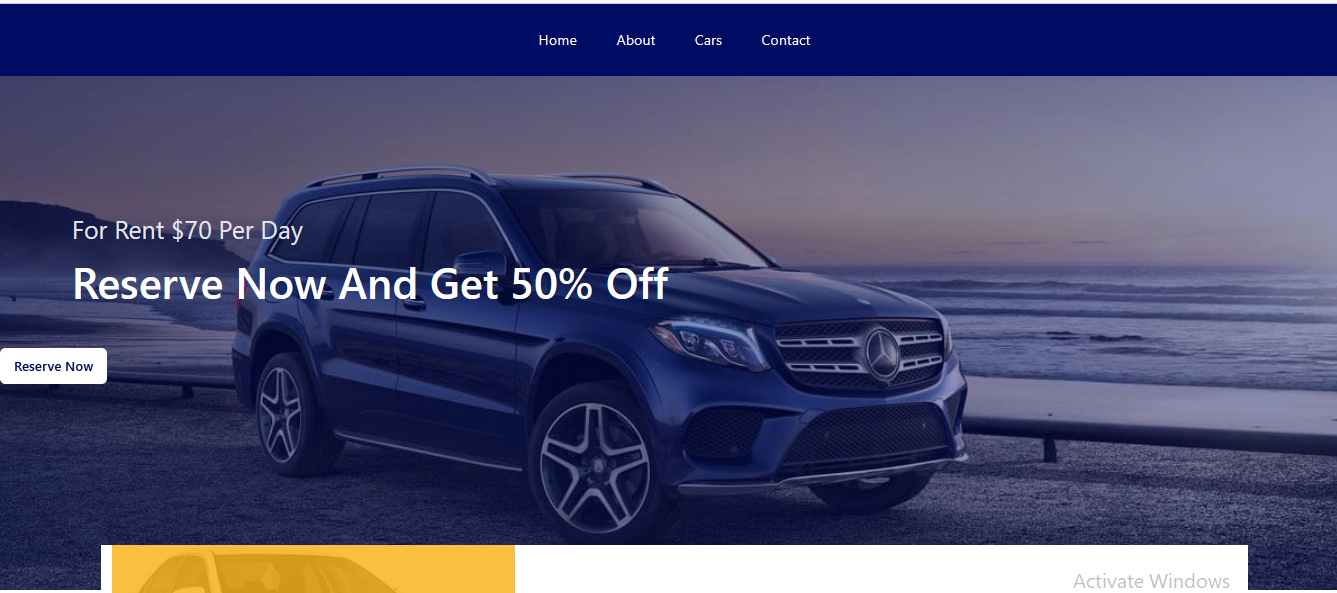 Home About Cars Contact
For Rent $70 Per Day
Reserve Now And Get 50% Off
Reserve Now
Activate Windows